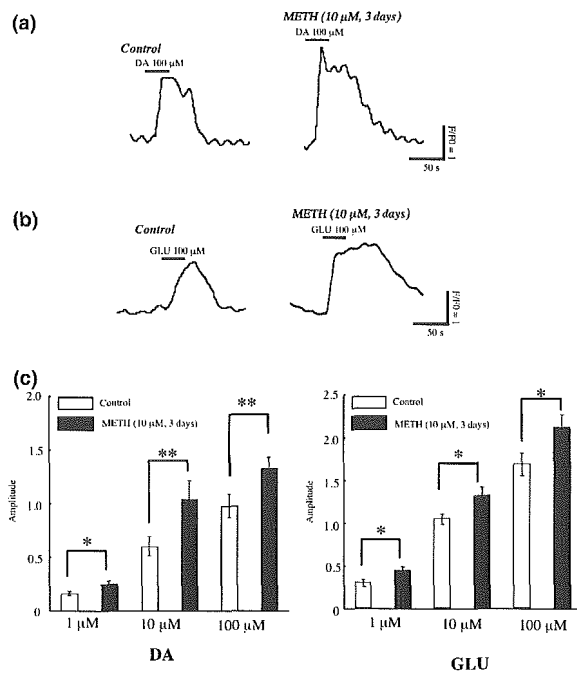 (a)
METH (10 μM, 3 days)
Control
DA 100 μM
DA 100 μM
F/F0 = 1
50 s
(b)
Control
METH (10 μM, 3 days)
GLU 100 μM
GLU 100 μM
F/F0 = 1
50 s
(c)
2.0
Control
METH (10 μM, 3 days)
**
**
*
1.5
1.0
0.5
0
Amplitude
1 μM
10 μM
100 μM
DA
2.5
Control
METH (10 μM, 3 days)
*
*
*
2.0
1.5
1.0
0.5
0
Amplitude
1 μM
10 μM
100 μM
GLU